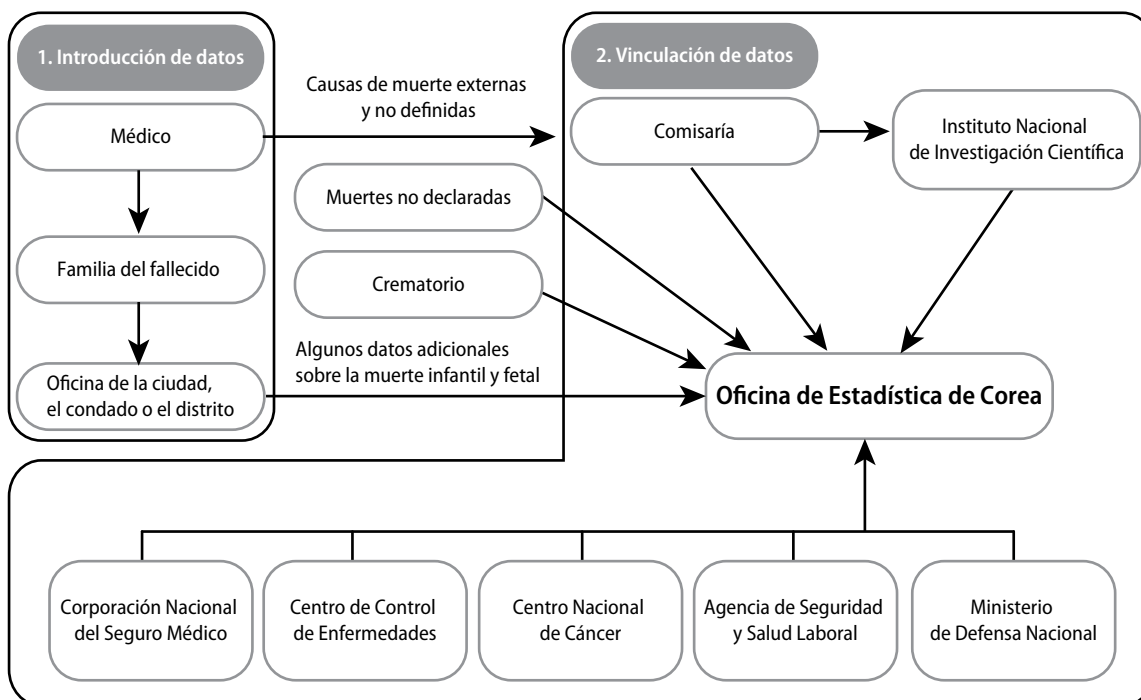 1. Introducción de datos
Médico
Familia del fallecido
Oficina de la ciudad,
el condado o el distrito
Causas de muerte externas
y no definidas
Muertes no declaradas
Crematorio
Algunos datos adicionales
sobre la muerte infantil y fetal
2. Vinculación de datos
Comisaría
Instituto Nacional
de Investigación Científica
Oficina de Estadística de Corea
Corporación Nacional
del Seguro Médico
Centro de Control
de Enfermedades
Centro Nacional
de Cáncer
Agencia de Seguridad
y Salud Laboral
Ministerio
de Defensa Nacional